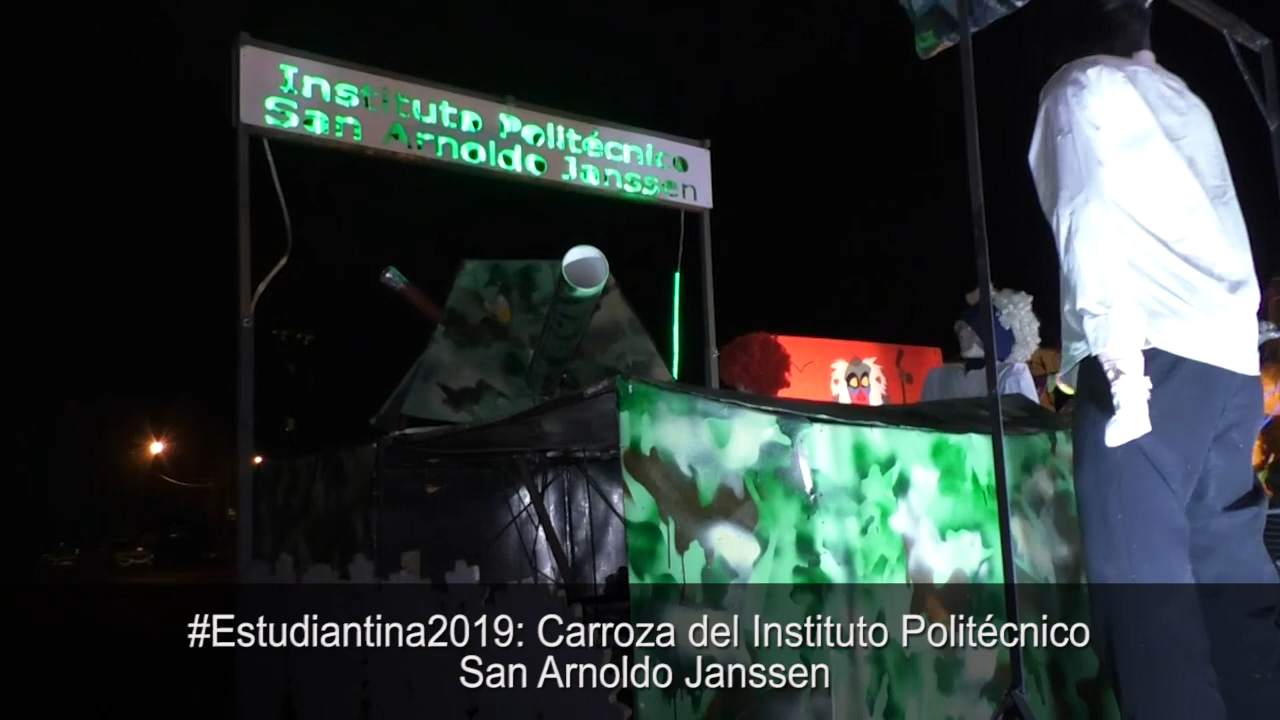 Instituto Politécnico
San Arnoldo Janssen
#Estudiantina2019: Carroza del Instituto Politécnico
San Arnoldo Janssen